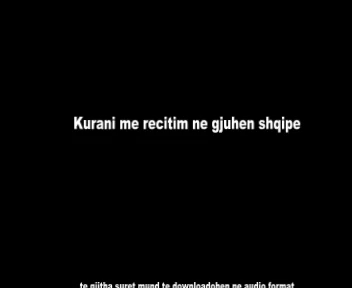 Kurani me recitim ne gjuhen shqipe
te gjitha suret mund te downloadohen ne audio format